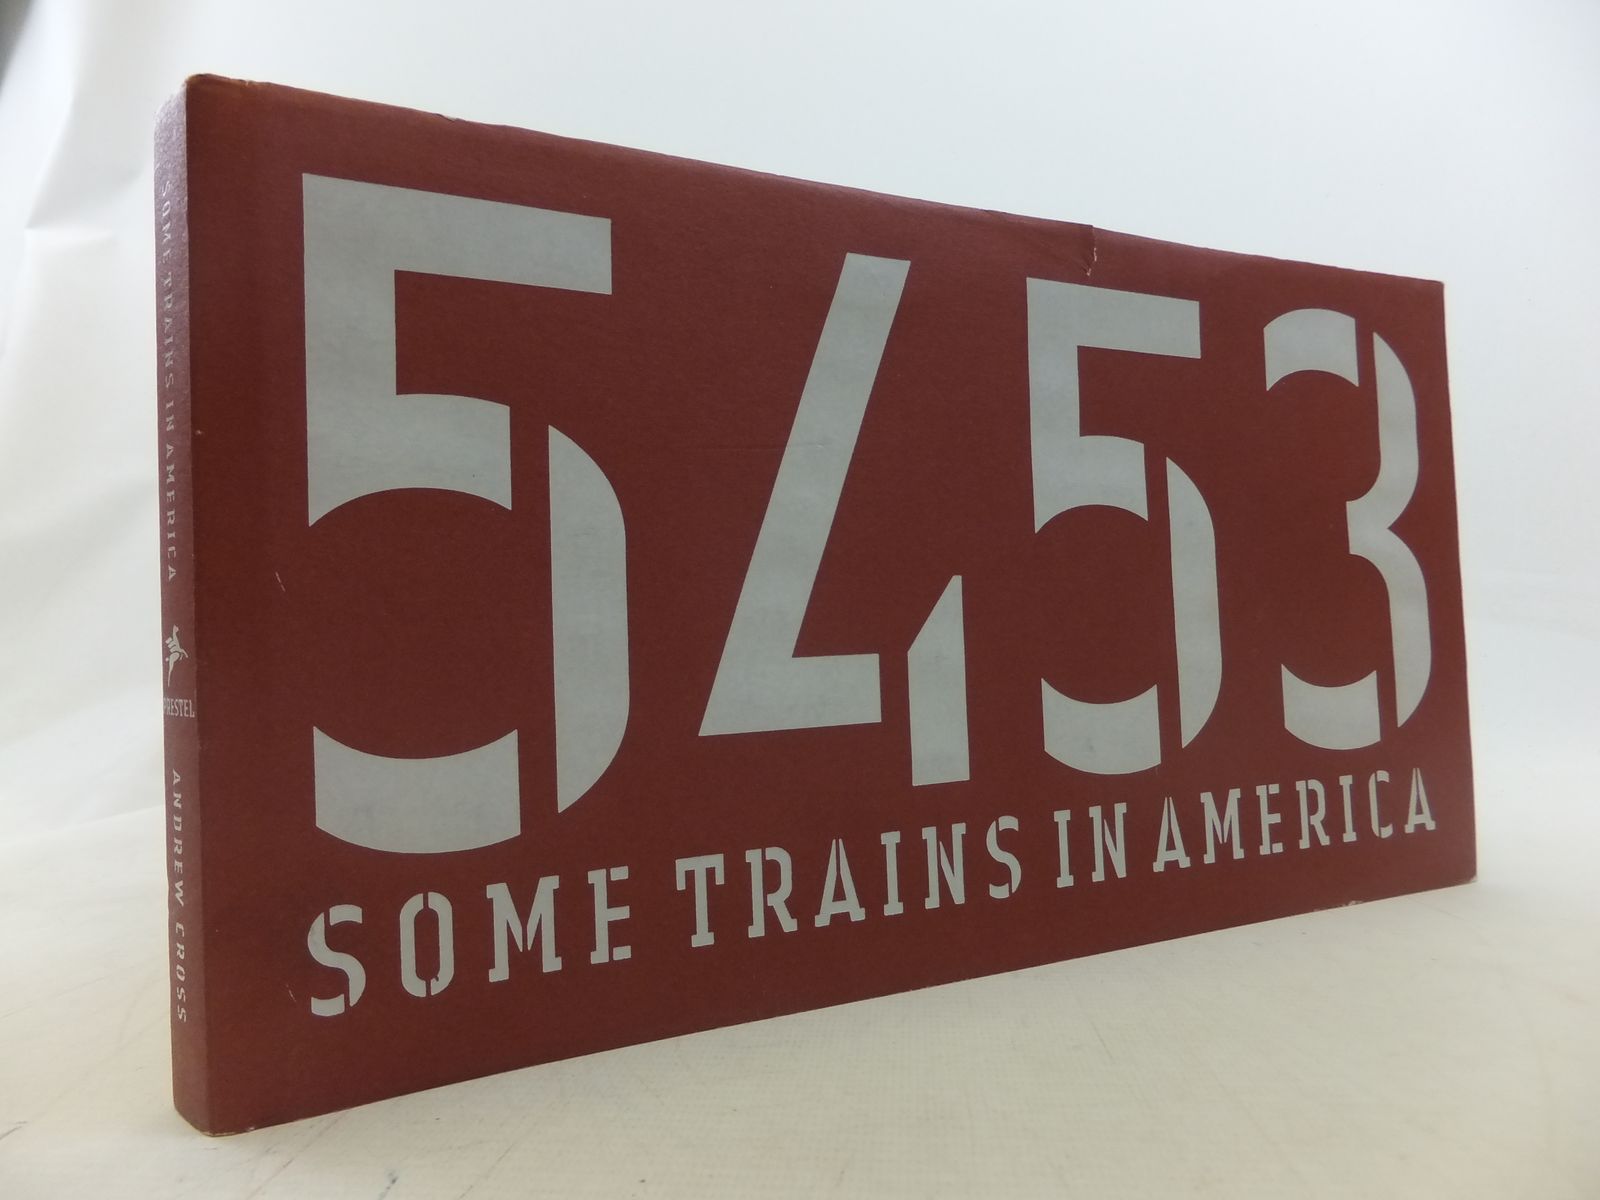 SOME TRAINS IN AMERICA
PRESTEL
ANDREW CROSS
5453
SOME TRAINS IN AMERICA